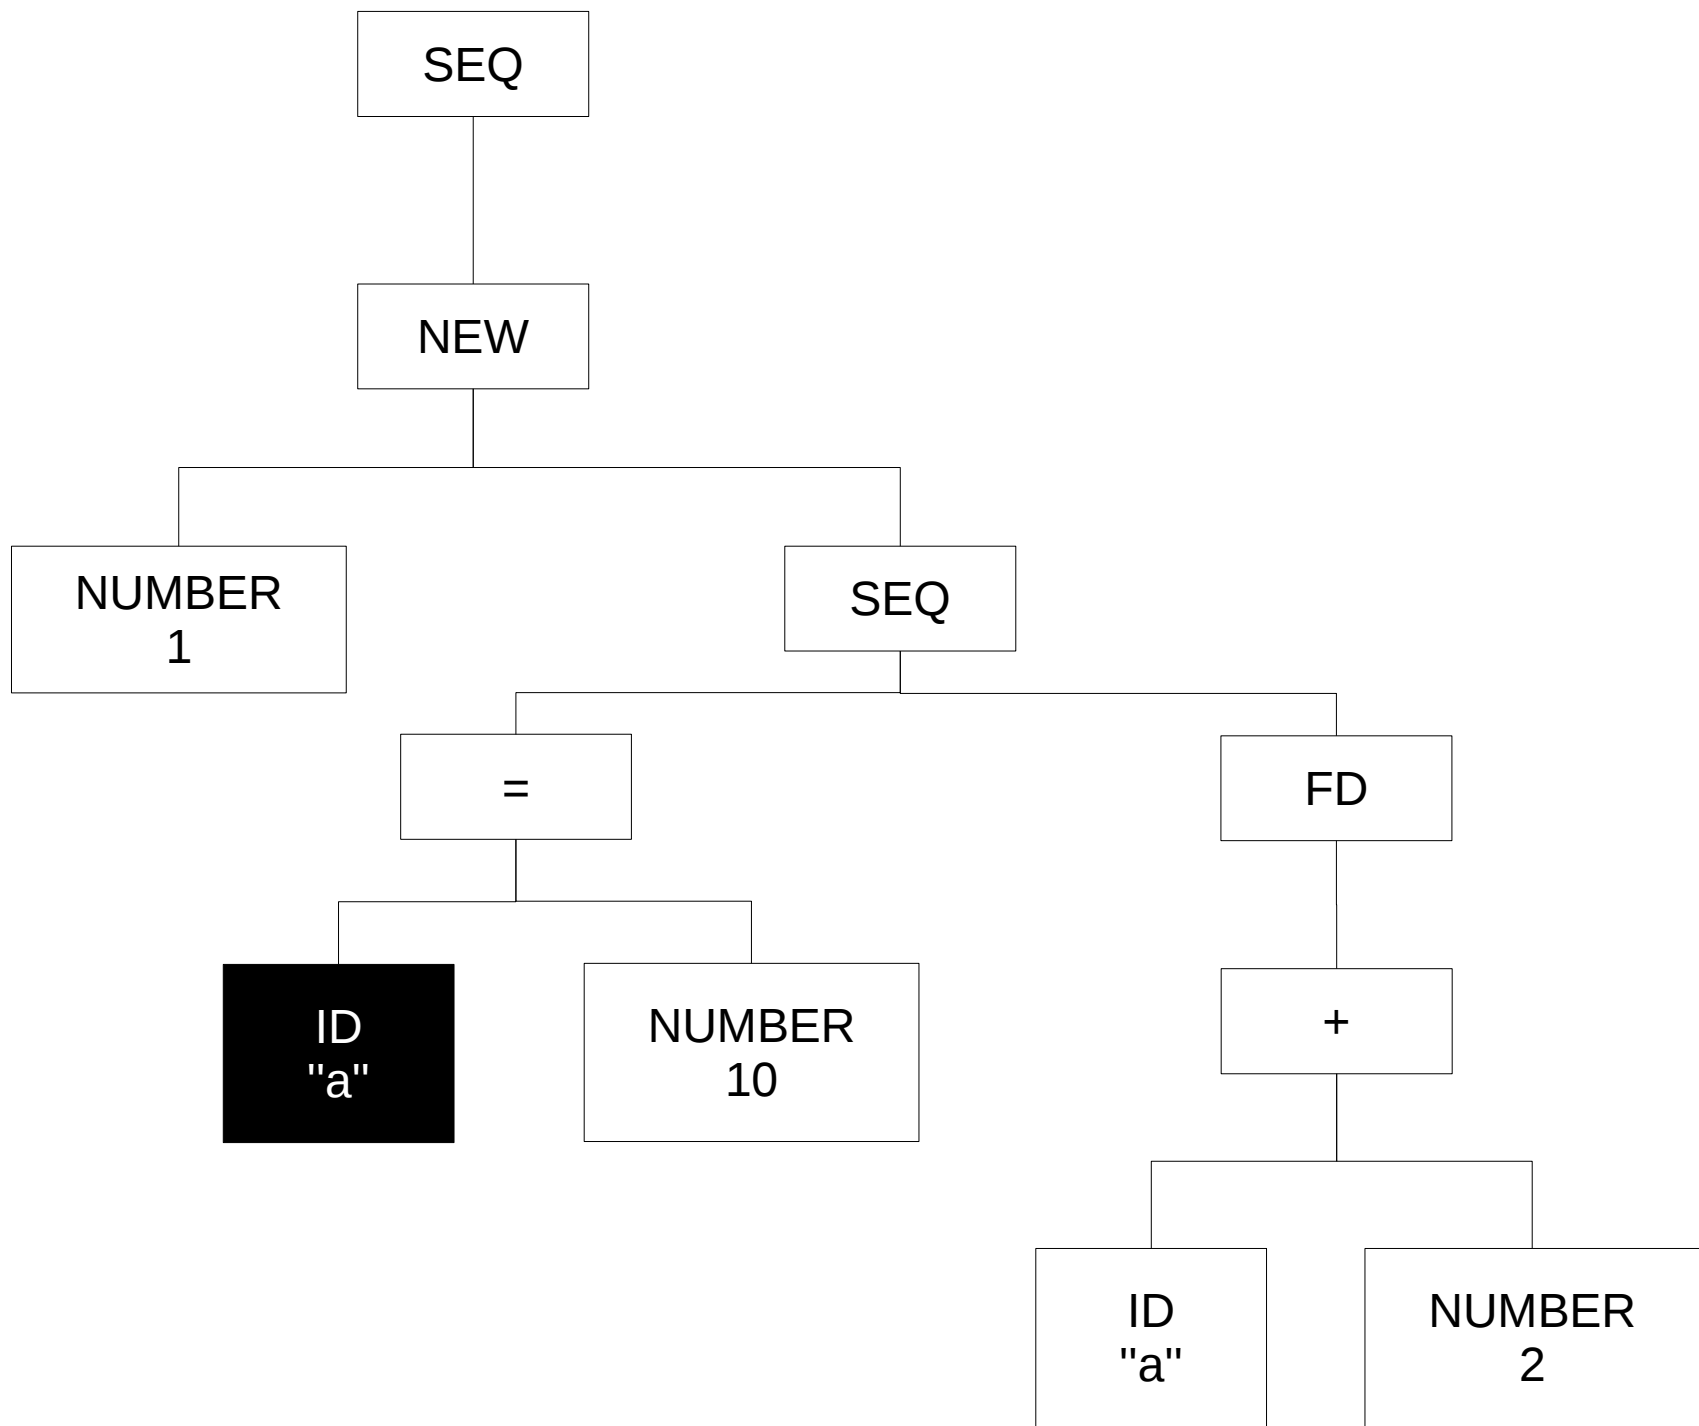 SEQ
NEW
NUMBER
1
SEQ
=
FD
ID
"a"
NUMBER
10
+
ID
"a"
NUMBER
2